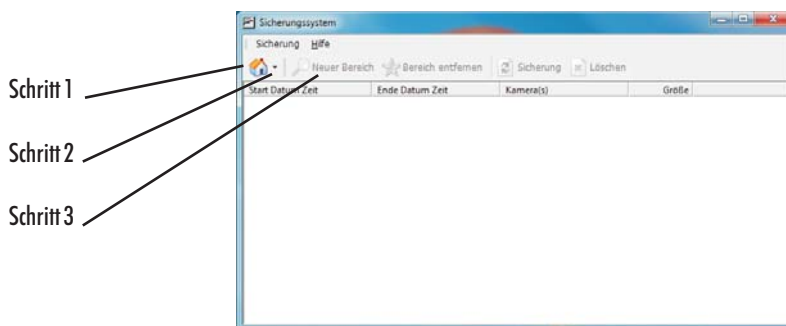 Sicherungssystem
Sicherung Hilfe
Neuer Bereich Bereich entfernen Sicherung Löschen
Start Datum Zeit Ende Datum Zeit Kamera(s) Größe
Schritt 1
Schritt 2
Schritt 3